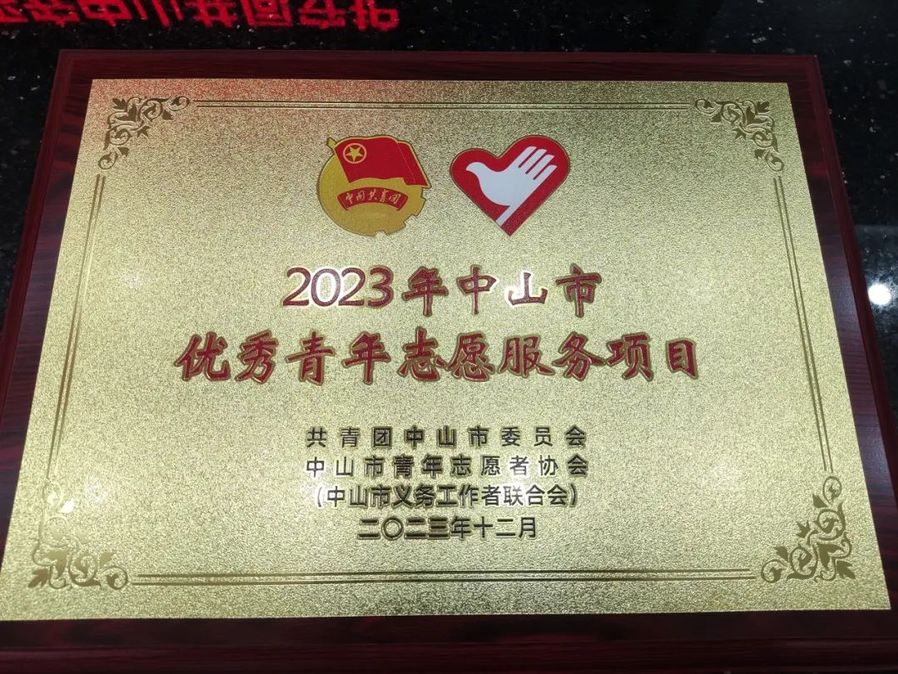 中国共青团
2023年中山市
优秀青年志愿服务项目
共青团中山市委员会
中山市青年志愿者协会
(中山市义务工作者联合会)
二〇二三年十二月